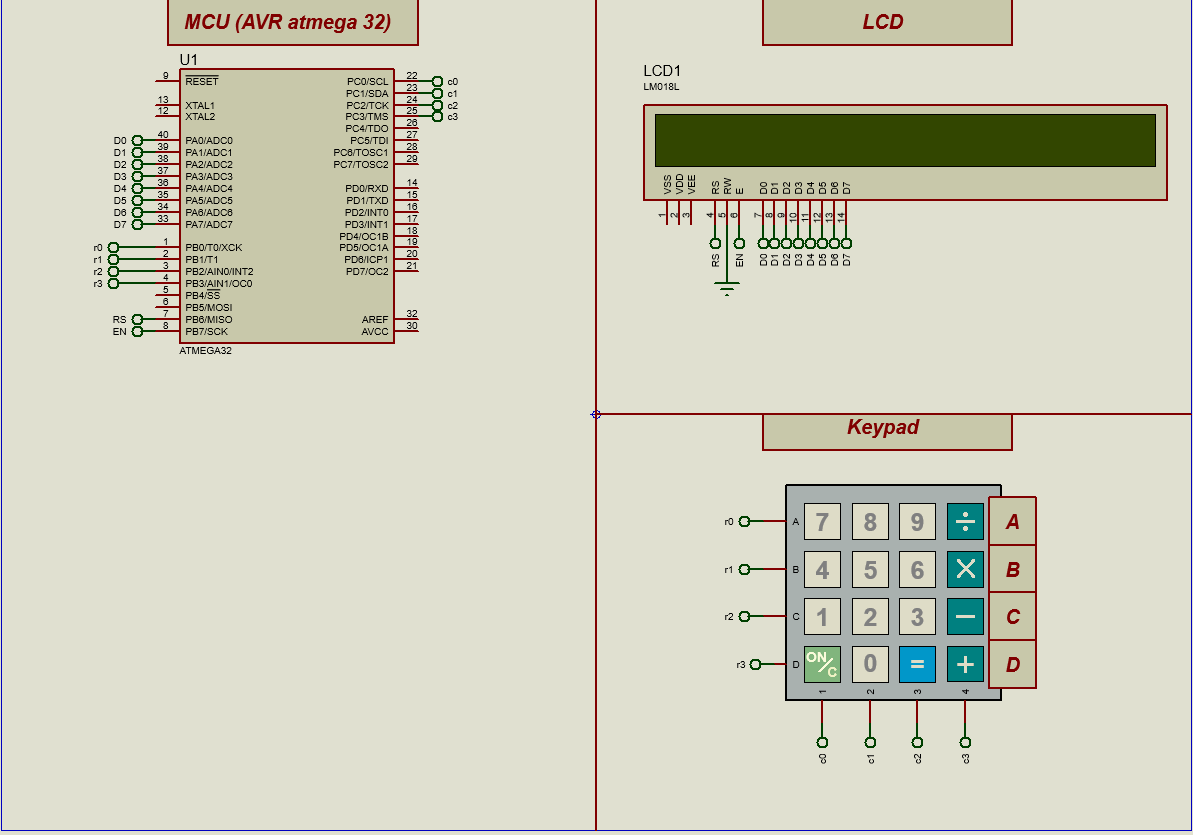 MCU (AVR atmega 32)
U1
9 RESET
13 XTAL1
12 XTAL2
D0 40 PA0/ADC0
D1 39 PA1/ADC1
D2 38 PA2/ADC2
D3 37 PA3/ADC3
D4 36 PA4/ADC4
D5 35 PA5/ADC5
D6 34 PA6/ADC6
D7 33 PA7/ADC7
r0 1 PB0/T0/XCK
r1 2 PB1/T1
r2 3 PB2/AIN0/INT2
r3 4 PB3/AIN1/OC0
5 PB4/SS
6 PB5/MOSI
RS 7 PB6/MISO
EN 8 PB7/SCK
PC0/SCL 22 c0
PC1/SDA 23 c1
PC2/TCK 24 c2
PC3/TMS 25 c3
PC4/TDO 26
PC5/TDI 27
PC6/TOSC1 28
PC7/TOSC2 29
PD0/RXD 14
PD1/TXD 15
PD2/INT0 16
PD3/INT1 17
PD4/OC1B 18
PD5/OC1A 19
PD6/ICP1 20
PD7/OC2 21
AREF 32
AVCC 30
ATMEGA32
LCD
LCD1
LM018L
VSS VDD VEE RS RW E D0 D1 D2 D3 D4 D5 D6 D7
1 2 3 4 5 6 7 8 9 10 11 12 13 14
RS EN D0 D1 D2 D3 D4 D5 D6 D7
Keypad
r0 A 7 8 9 ÷ A
r1 B 4 5 6 × B
r2 C 1 2 3 − C
r3 D ON/C 0 = + D
1 2 3 4
c0 c1 c2 c3